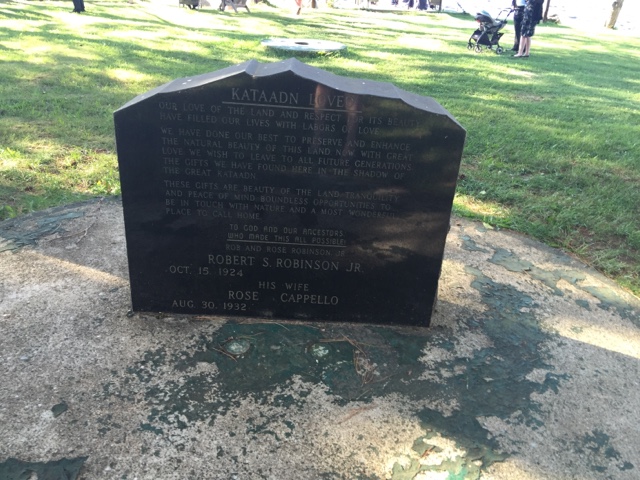 KATAADN LOVE
OUR LOVE OF THE LAND AND RESPECT ITS BEAUTY
HAVE FILLED OUR LIVES WITH LABORS OF LOVE
WE HAVE DONE OUR BEST TO PRESERVE AND ENHANCE
THE NATURAL BEAUTY OF THIS LAND NOW WITH GREAT
LOVE WE WISH TO LEAVE TO ALL FUTURE GENERATIONS
THE GIFTS WE HAVE FOUND HERE IN THE SHADOW OF
THE GREAT KATAADN.
THESE GIFTS ARE BEAUTY OF THE LAND, TRANQUILITY
AND PEACE OF MIND BOUNDLESS OPPORTUNITIES TO
BE IN TOUCH WITH NATURE AND A MOST WONDERFUL
PLACE TO CALL HOME.
TO GOD AND OUR ANCESTORS
WHO MADE THIS ALL POSSIBLE!
BOB AND ROSE ROBINSON JR.
ROBERT S. ROBINSON JR.
OCT. 15, 1924
HIS WIFE
ROSE CAPPELLO
AUG. 30, 1932